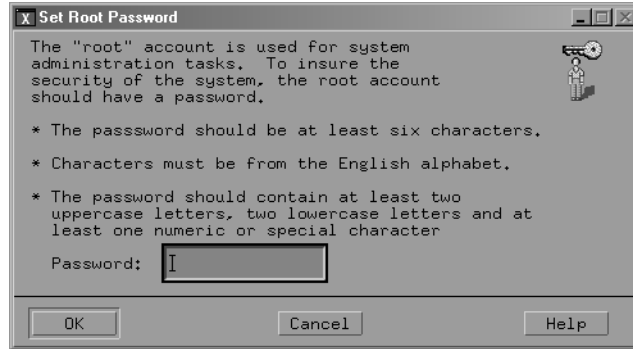 X Set Root Password
The "root" account is used for system
administration tasks. To insure the
security of the system, the root account
should have a password.
* The passsword should be at least six characters.
* Characters must be from the English alphabet.
* The password should contain at least two
uppercase letters, two lowercase letters and at
least one numeric or special character
Password:
OK Cancel Help